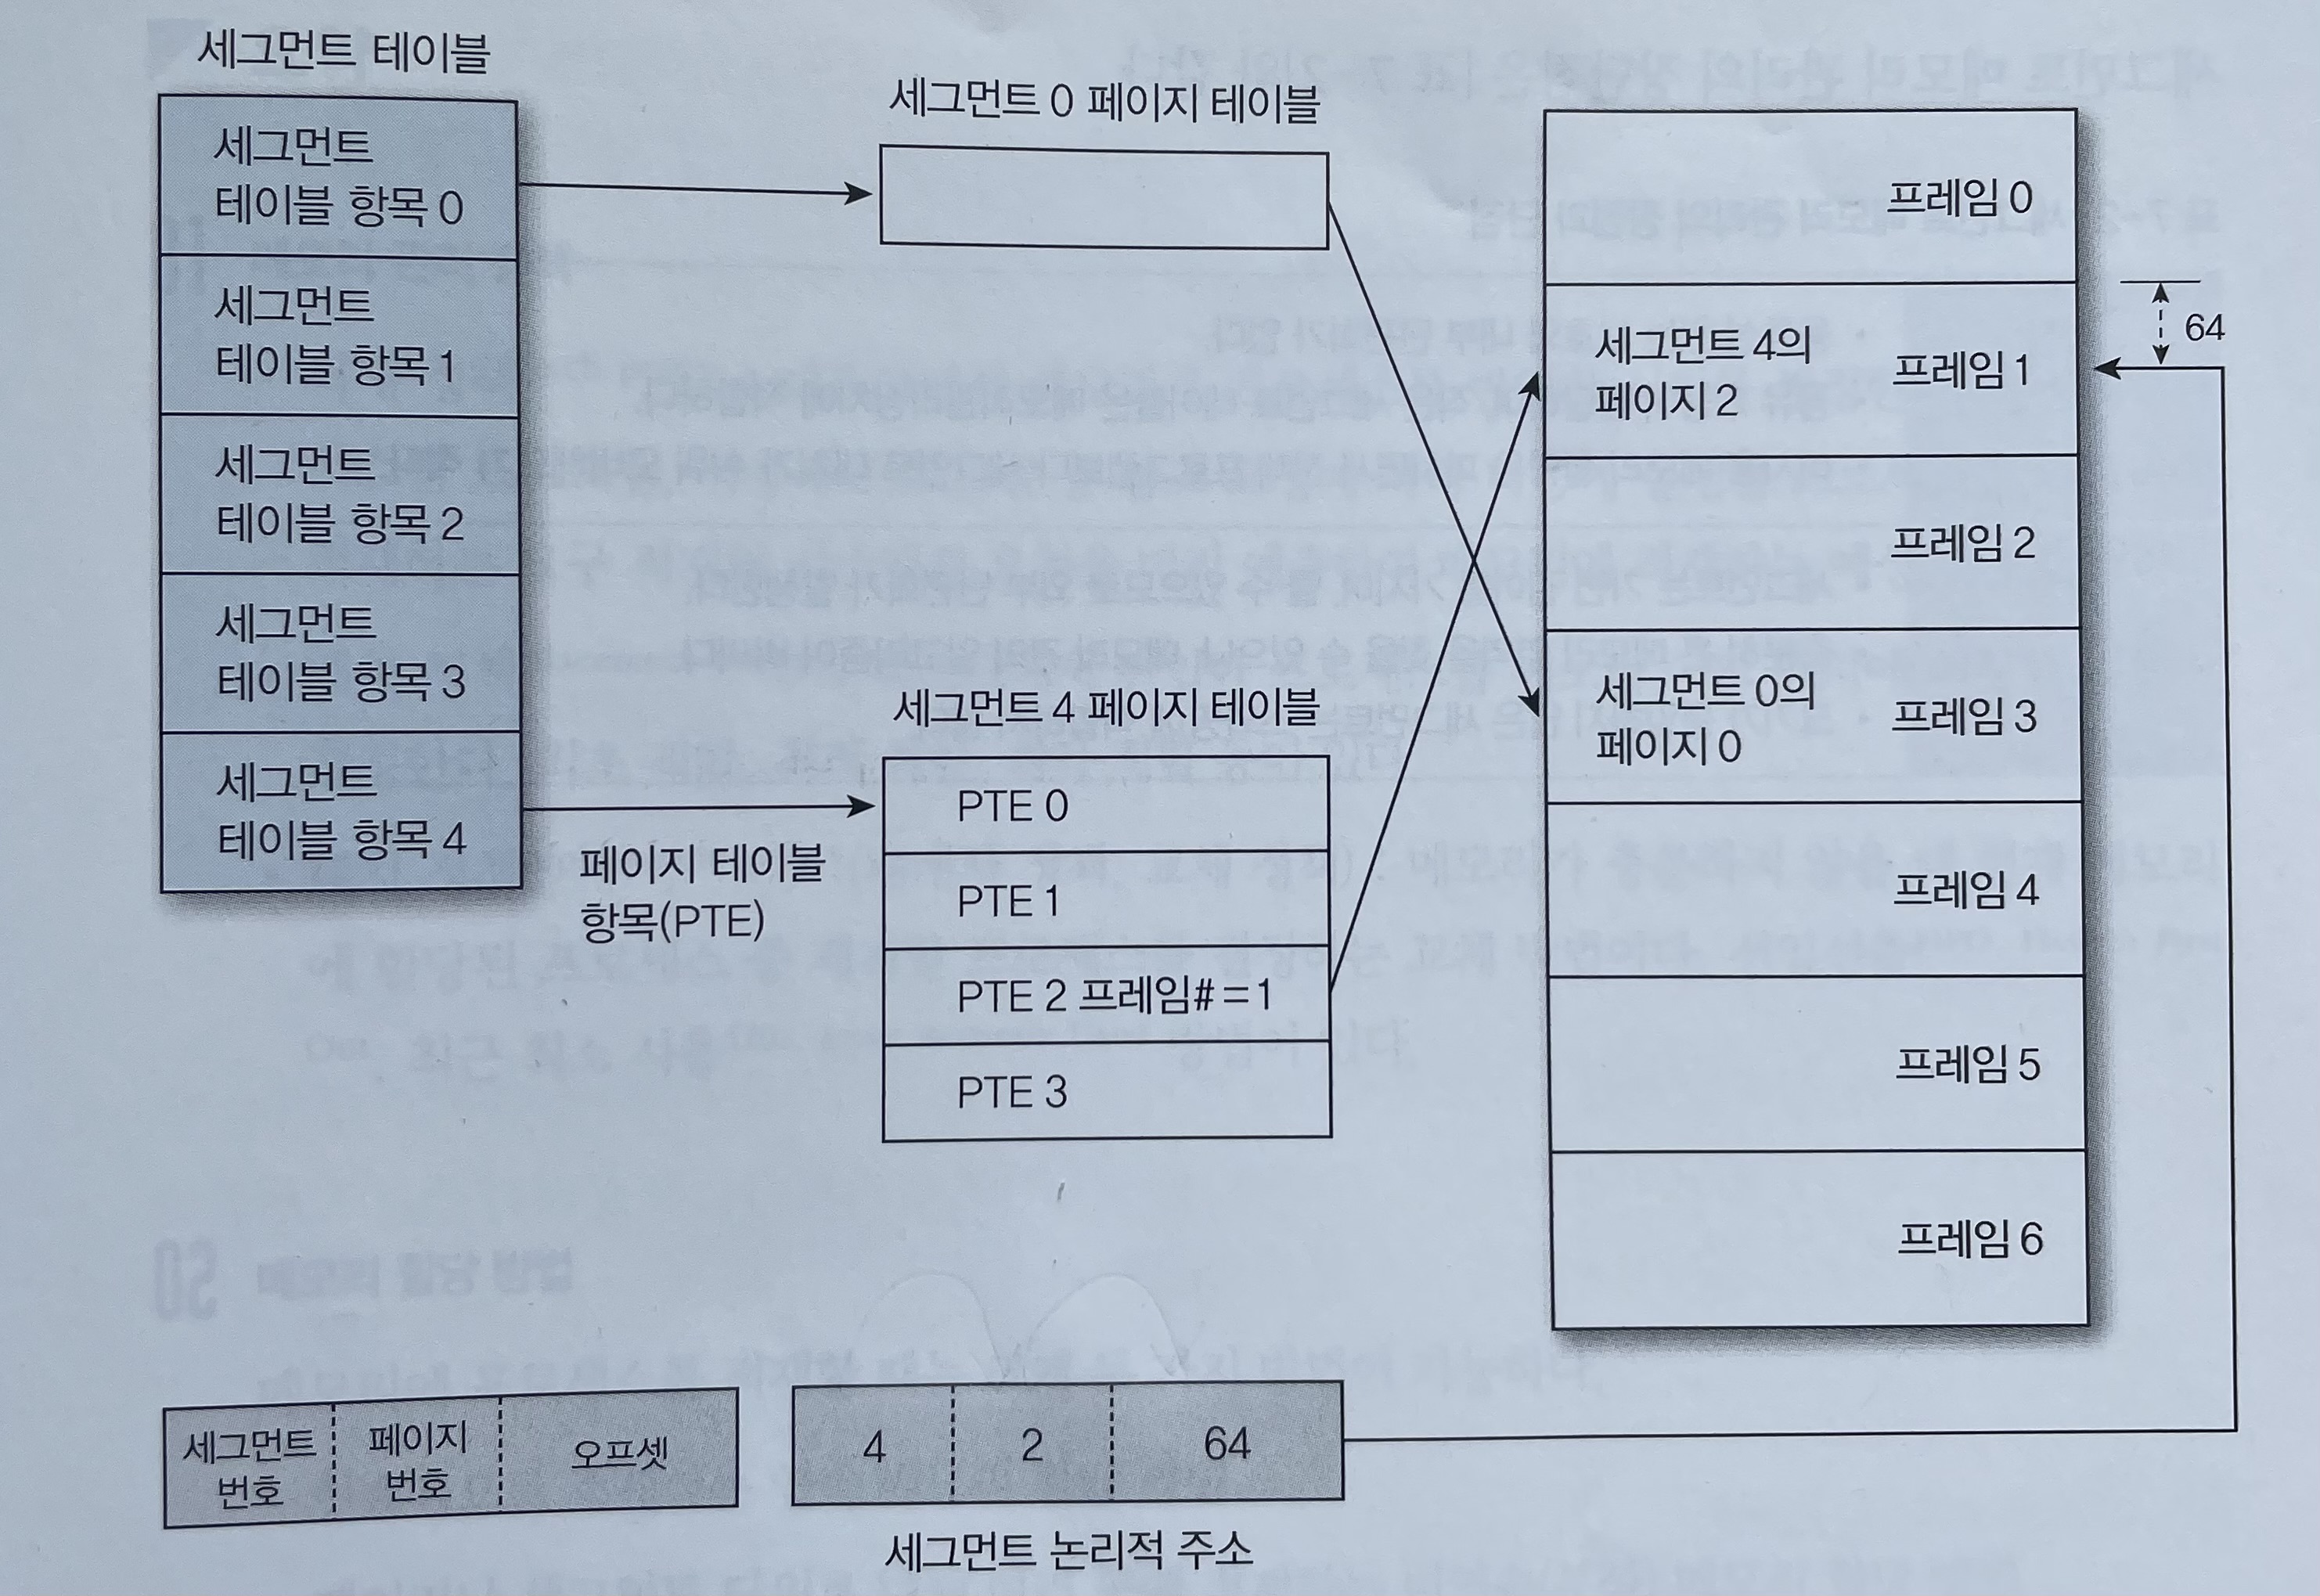 세그먼트 테이블
세그먼트
테이블 항목 0
세그먼트
테이블 항목 1
세그먼트
테이블 항목 2
세그먼트
테이블 항목 3
세그먼트
테이블 항목 4
세그먼트 0 페이지 테이블
페이지 테이블
항목(PTE)
세그먼트 4 페이지 테이블
PTE 0
PTE 1
PTE 2 프레임#=1
PTE 3
프레임 0
세그먼트 4의
페이지 2
프레임 1
64
프레임 2
세그먼트 0의
페이지 0
프레임 3
프레임 4
프레임 5
프레임 6
세그먼트
번호
페이지
번호
오프셋
4
2
64
세그먼트 논리적 주소